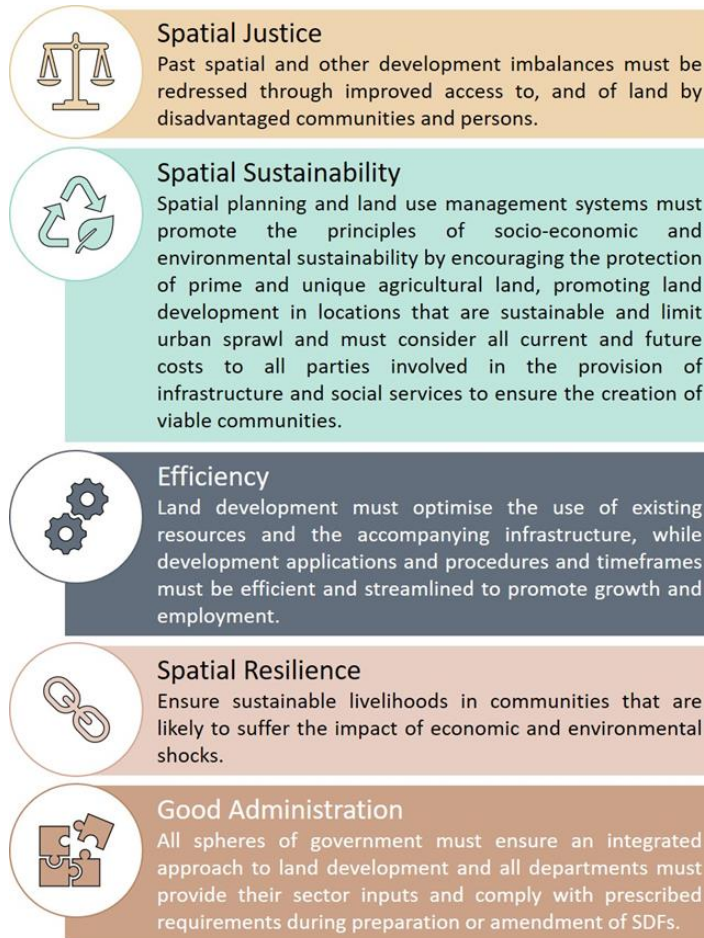 Spatial Justice
Past spatial and other development imbalances must be
redressed through improved access to, and of land by
disadvantaged communities and persons.
Spatial Sustainability
Spatial planning and land use management systems must
promote the principles of socio-economic and
environmental sustainability by encouraging the protection
of prime and unique agricultural land, promoting land
development in locations that are sustainable and limit
urban sprawl and must consider all current and future
costs to all parties involved in the provision of
infrastructure and social services to ensure the creation of
viable communities.
Efficiency
Land development must optimise the use of existing
resources and the accompanying infrastructure, while
development applications and procedures and timeframes
must be efficient and streamlined to promote growth and
employment.
Spatial Resilience
Ensure sustainable livelihoods in communities that are
likely to suffer the impact of economic and environmental
shocks.
Good Administration
All spheres of government must ensure an integrated
approach to land development and all departments must
provide their sector inputs and comply with prescribed
requirements during preparation or amendment of SDFs.